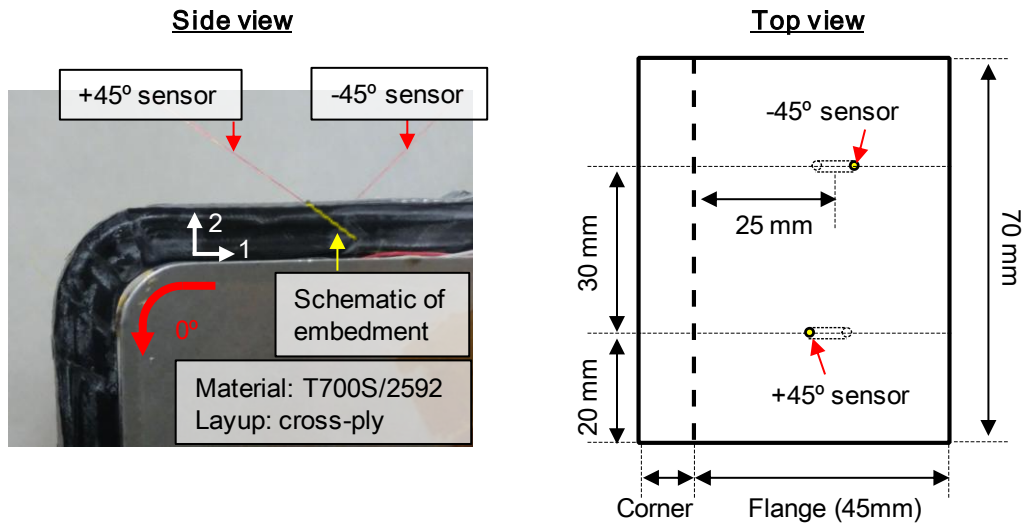 Side view
+45º sensor
-45º sensor
2
1
0º
Schematic of
embedment
Material: T700S/2592
Layup: cross-ply
Top view
-45º sensor
25 mm
30 mm
70 mm
20 mm
+45º sensor
Corner
Flange (45mm)